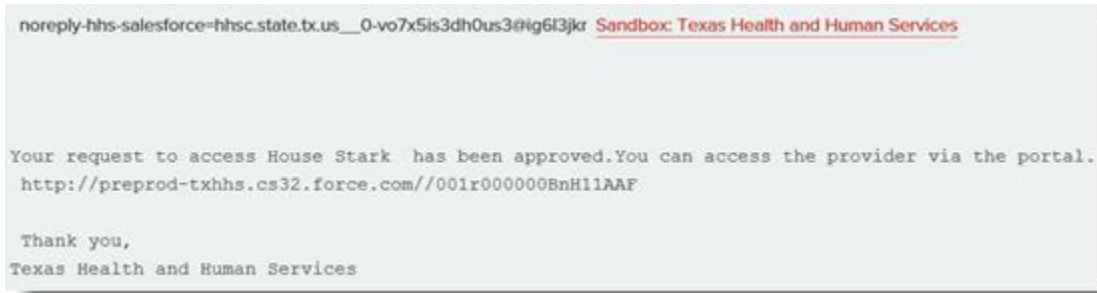 noreply-hhs-salesforce=hhsc.state.tx.us__0-vo7x5is3dh0us3@ig6l3jkr Sandbox: Texas Health and Human Services
Your request to access House Stark  has been approved.You can access the provider via the portal.
http://preprod-txhhs.cs32.force.com//001r000000BnH11AAF
Thank you,
Texas Health and Human Services